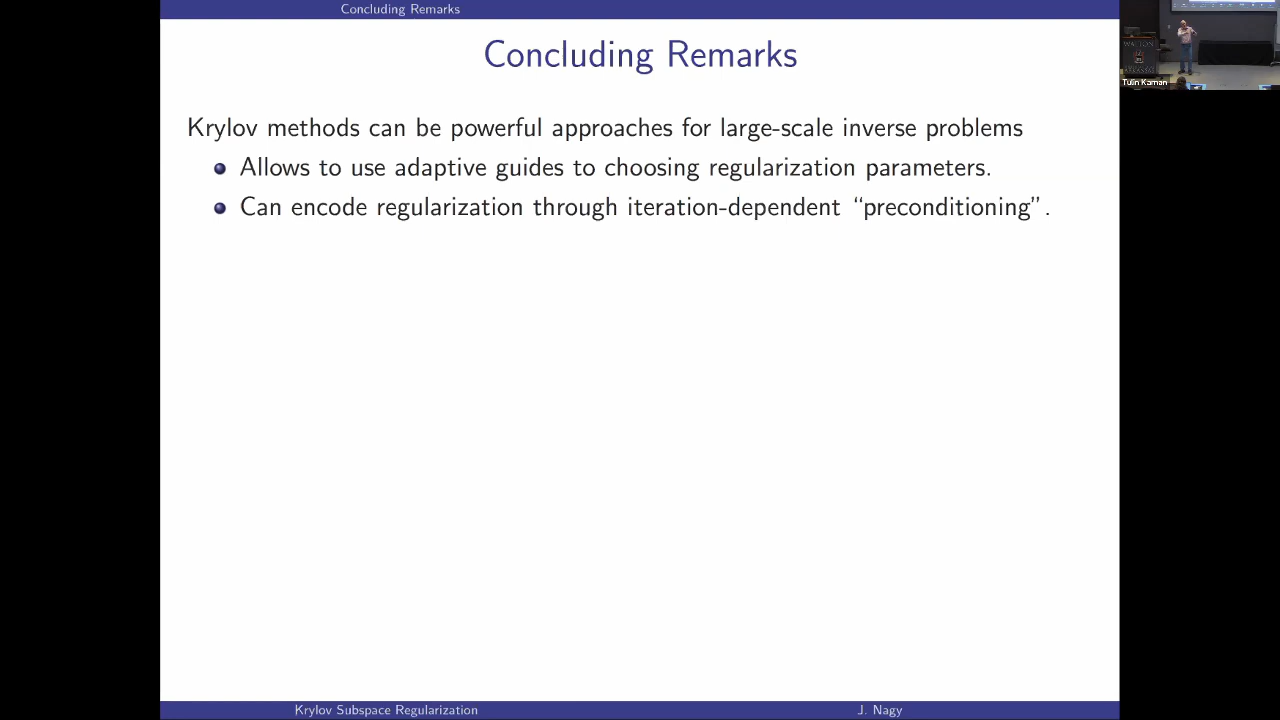 Concluding Remarks
Concluding Remarks
Krylov methods can be powerful approaches for large-scale inverse problems
Allows to use adaptive guides to choosing regularization parameters.
Can encode regularization through iteration-dependent “preconditioning”.
Krylov Subspace Regularization
J. Nagy
Tulin Kaman